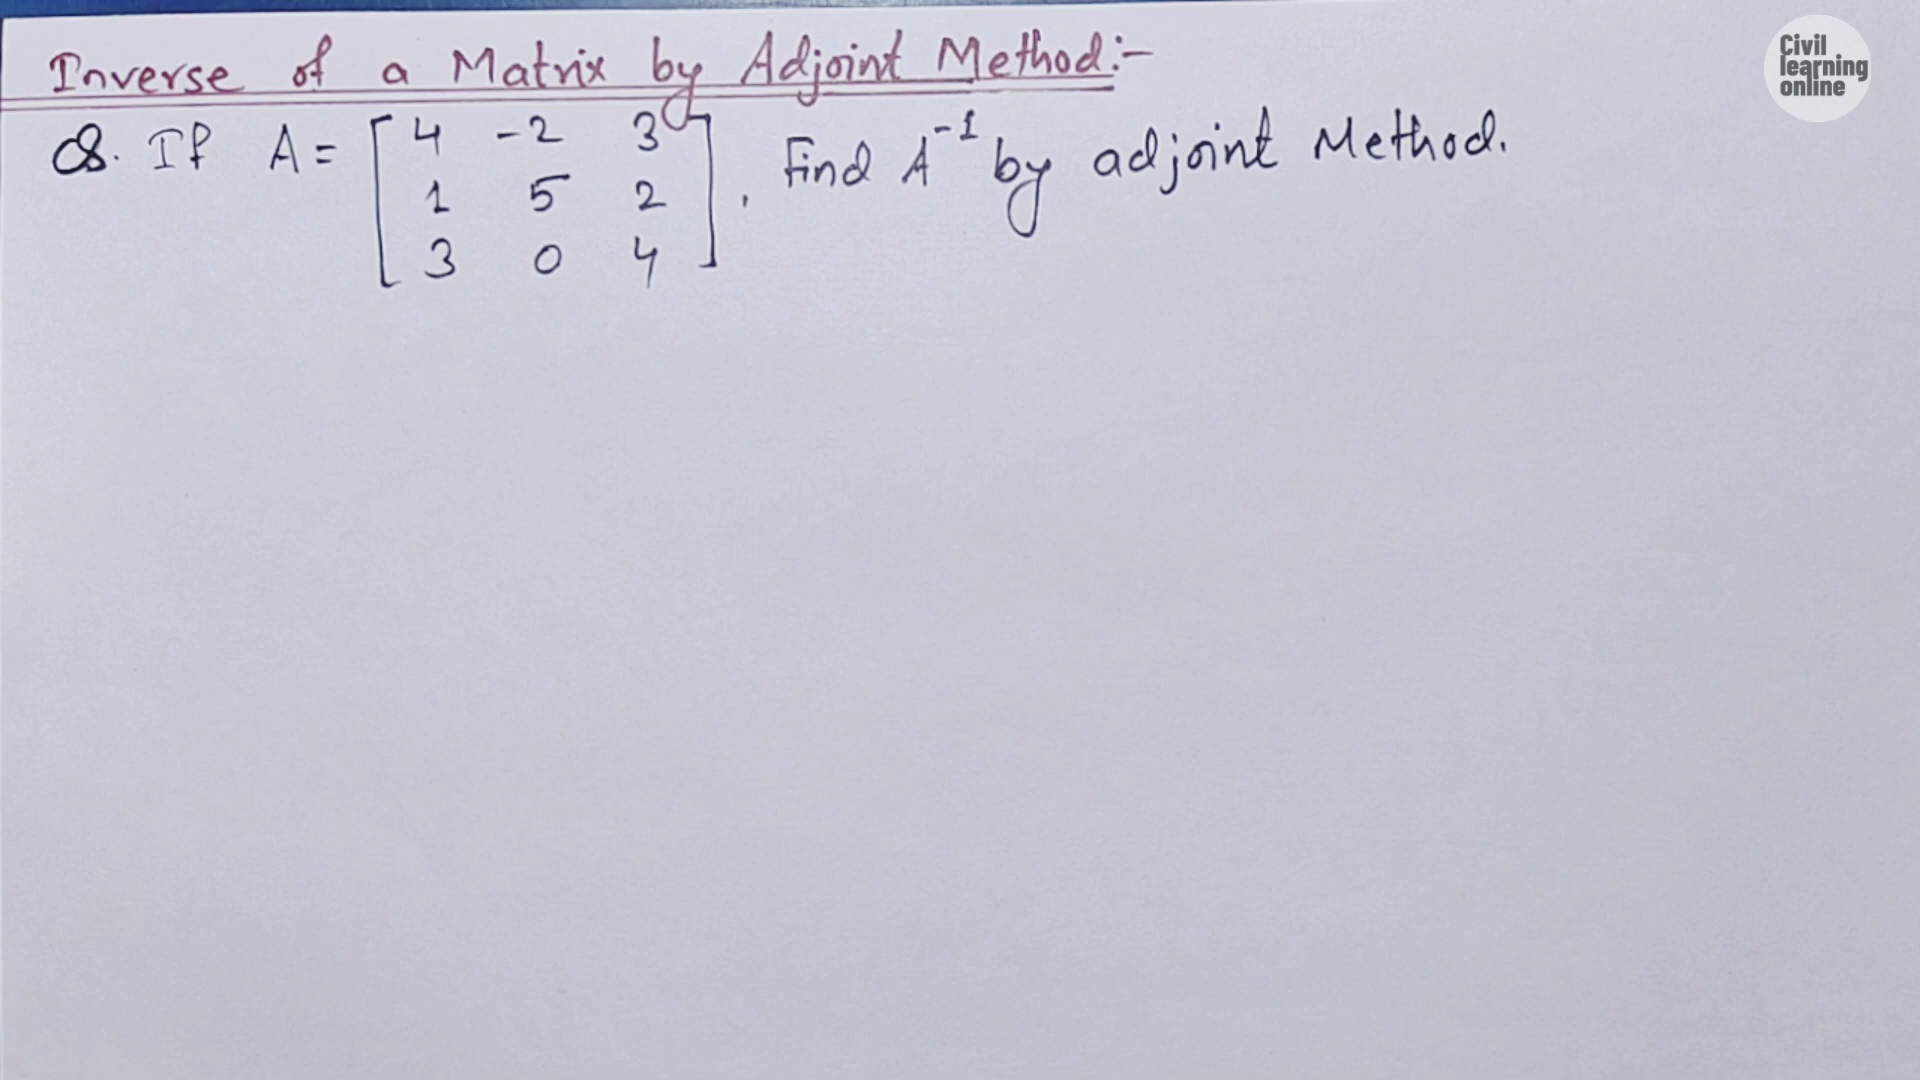 Inverse of a Matrix by Adjoint Method:-
Q. If A = [ 4 -2 3 ], Find A⁻¹ by adjoint Method.
1 5 2
3 0 4
Civil
learning
online